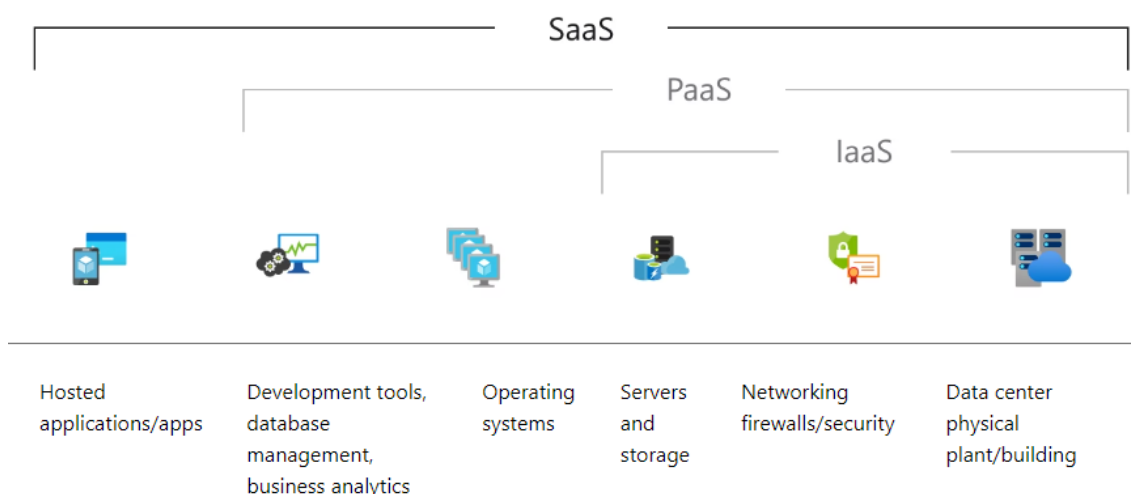 SaaS
PaaS
IaaS
Hosted
applications/apps
Development tools,
database
management,
business analytics
Operating
systems
Servers
and
storage
Networking
firewalls/security
Data center
physical
plant/building